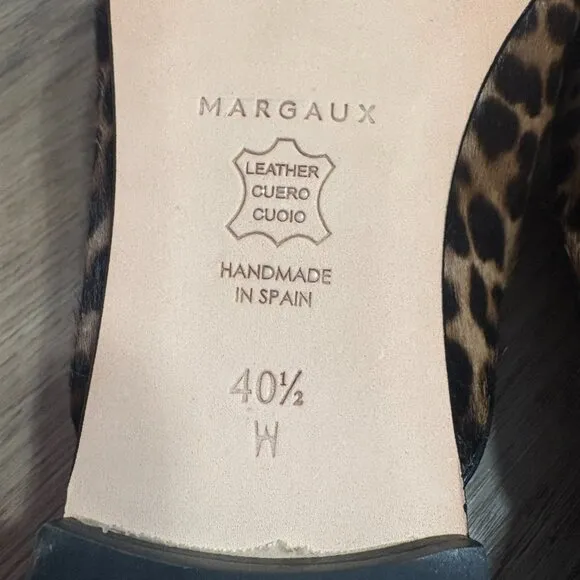 MARGAUX
LEATHER
CUERO
CUOIO
HANDMADE
IN SPAIN
40½
W